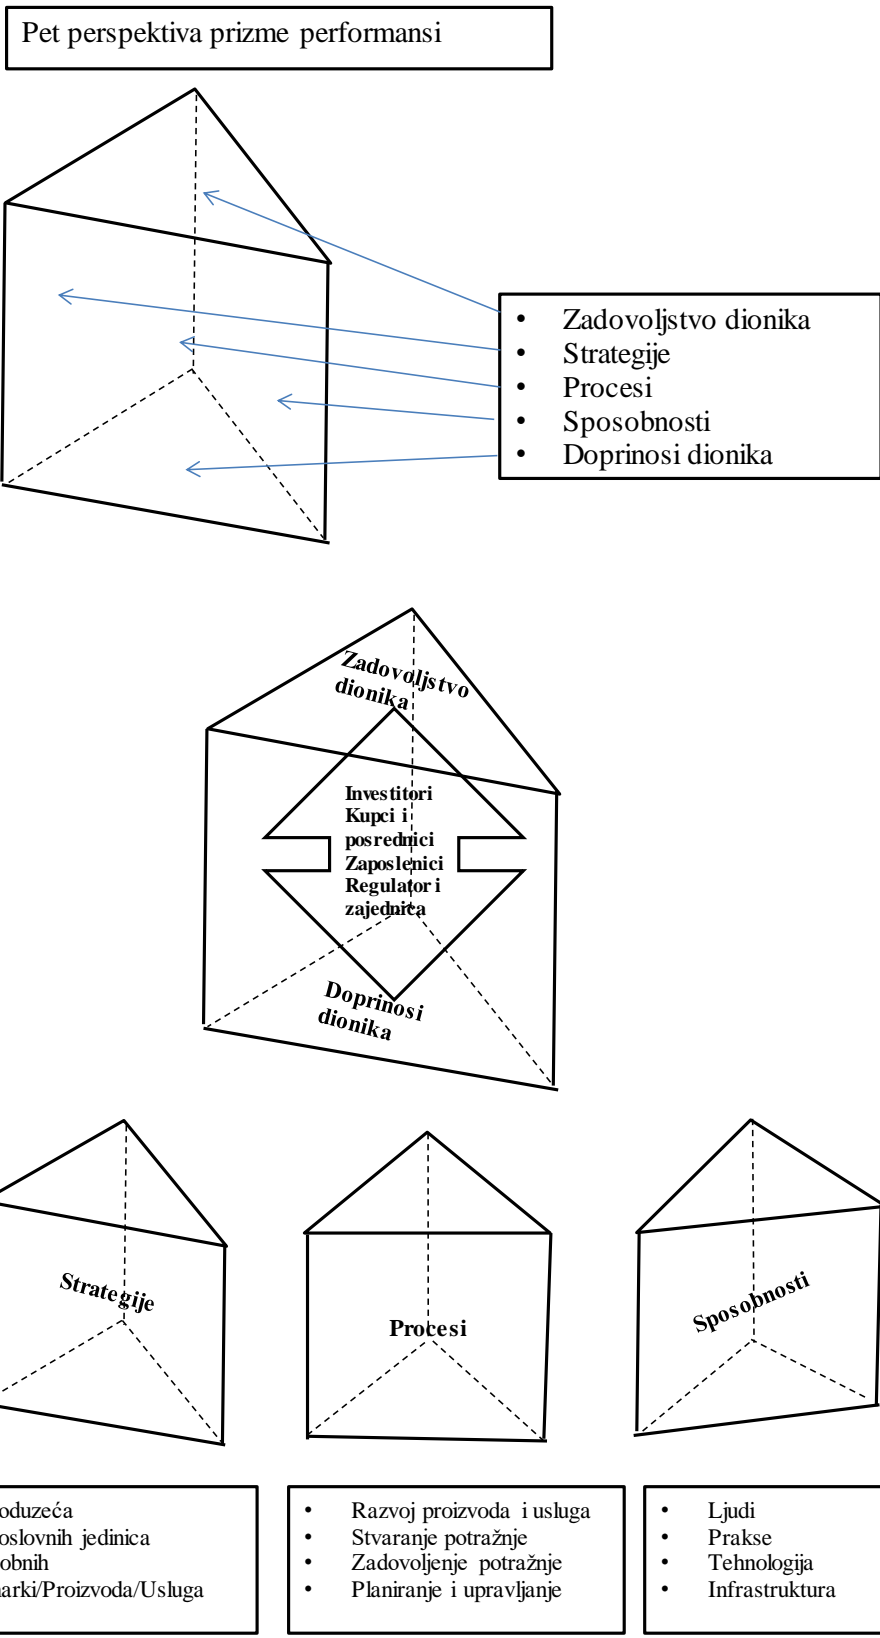 Pet perspektiva prizme performansi
• Zadovoljstvo dionika
• Strategije
• Procesi
• Sposobnosti
• Doprinosi dionika
Zadovoljstvo
dionika
Investitori
Kupci i
posrednici
Zaposlenici
Regulator i
zajednica
Doprinosi
dionika
Strategije
Procesi
Sposobnosti
oduzeća
oslovnih jedinica
obnih
arki/Proizvoda/Usluga
• Razvoj proizvoda i usluga
• Stvaranje potražnje
• Zadovoljenje potražnje
• Planiranje i upravljanje
• Ljudi
• Prakse
• Tehnologija
• Infrastruktura